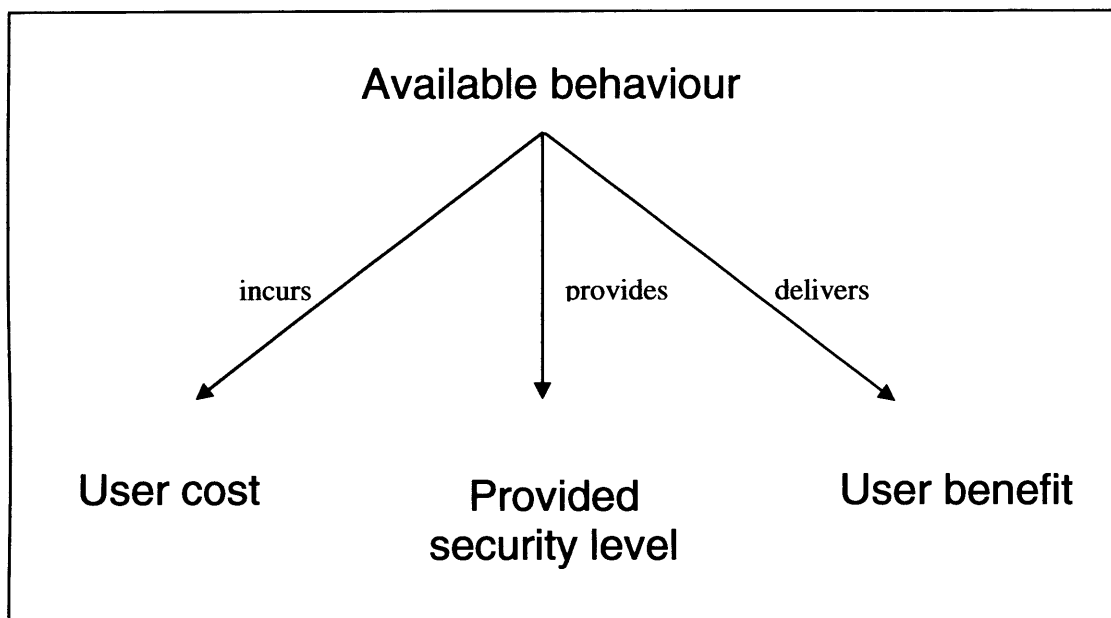 Available behaviour
incurs
provides
delivers
User cost
Provided
security level
User benefit